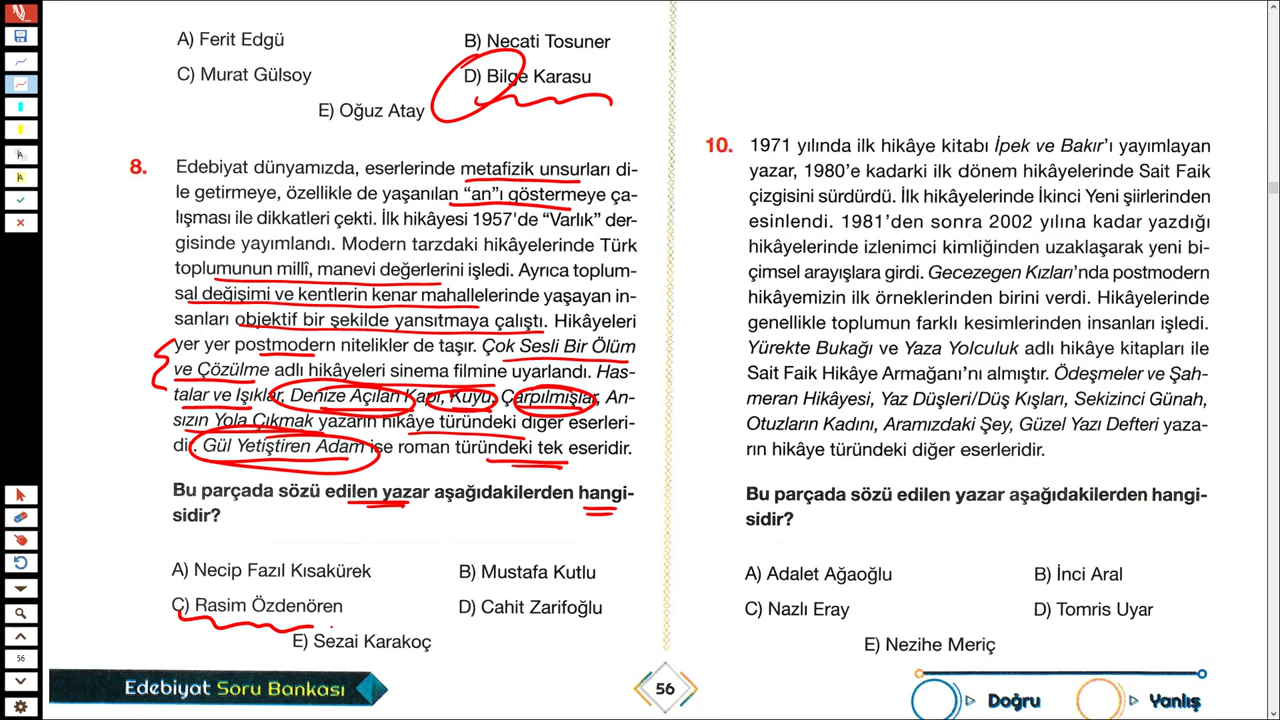 A) Ferit Edgü
B) Necati Tosuner
C) Murat Gülsoy
D) Bilge Karasu
E) Oğuz Atay
8. Edebiyat dünyamızda, eserlerinde metafizik unsurları di-
le getirmeye, özellikle de yaşanılan "an"ı göstermeye ça-
lışması ile dikkatleri çekti. İlk hikâyesi 1957'de "Varlık" der-
gisinde yayımlandı. Modern tarzdaki hikâyelerinde Türk
toplumunun millî, manevi değerlerini işledi. Ayrıca toplum-
sal değişimi ve kentlerin kenar mahallelerinde yaşayan in-
sanları objektif bir şekilde yansıtmaya çalıştı. Hikâyeleri
yer yer postmodern nitelikler de taşır. Çok Sesli Bir Ölüm
ve Çözülme adlı hikâyeleri sinema filmine uyarlandı. Has-
talar ve Işıklar, Denize Açılan Kapı, Kuyu, Çarpılmışlar, An-
sızın Yola Çıkmak yazarın hikâye türündeki diğer eserleri-
dir. Gül Yetiştiren Adam ise roman türündeki tek eseridir.
Bu parçada sözü edilen yazar aşağıdakilerden hangi-
sidir?
A) Necip Fazıl Kısakürek
B) Mustafa Kutlu
C) Rasim Özdenören
D) Cahit Zarifoğlu
E) Sezai Karakoç
10. 1971 yılında ilk hikâye kitabı İpek ve Bakır'ı yayımlayan
yazar, 1980'e kadarki ilk dönem hikâyelerinde Sait Faik
çizgisini sürdürdü. İlk hikâyelerinde İkinci Yeni şiirlerinden
esinlendi. 1981'den sonra 2002 yılına kadar yazdığı
hikâyelerinde izlenimci kimliğinden uzaklaşarak yeni bi-
çimsel arayışlara girdi. Gecezegen Kızları'nda postmodern
hikâyemizin ilk örneklerinden birini verdi. Hikâyelerinde
genellikle toplumun farklı kesimlerinden insanları işledi.
Yürekte Bukağı ve Yaza Yolculuk adlı hikâye kitapları ile
Sait Faik Hikâye Armağanı'nı almıştır. Ödeşmeler ve Şah-
meran Hikâyesi, Yaz Düşleri/Düş Kışları, Sekizinci Günah,
Otuzların Kadını, Aramızdaki Şey, Güzel Yazı Defteri yaza-
rın hikâye türündeki diğer eserleridir.
Bu parçada sözü edilen yazar aşağıdakilerden hangi-
sidir?
A) Adalet Ağaoğlu
B) İnci Aral
C) Nazlı Eray
D) Tomris Uyar
E) Nezihe Meriç
56
Edebiyat Soru Bankası
56
Doğru
Yanlış